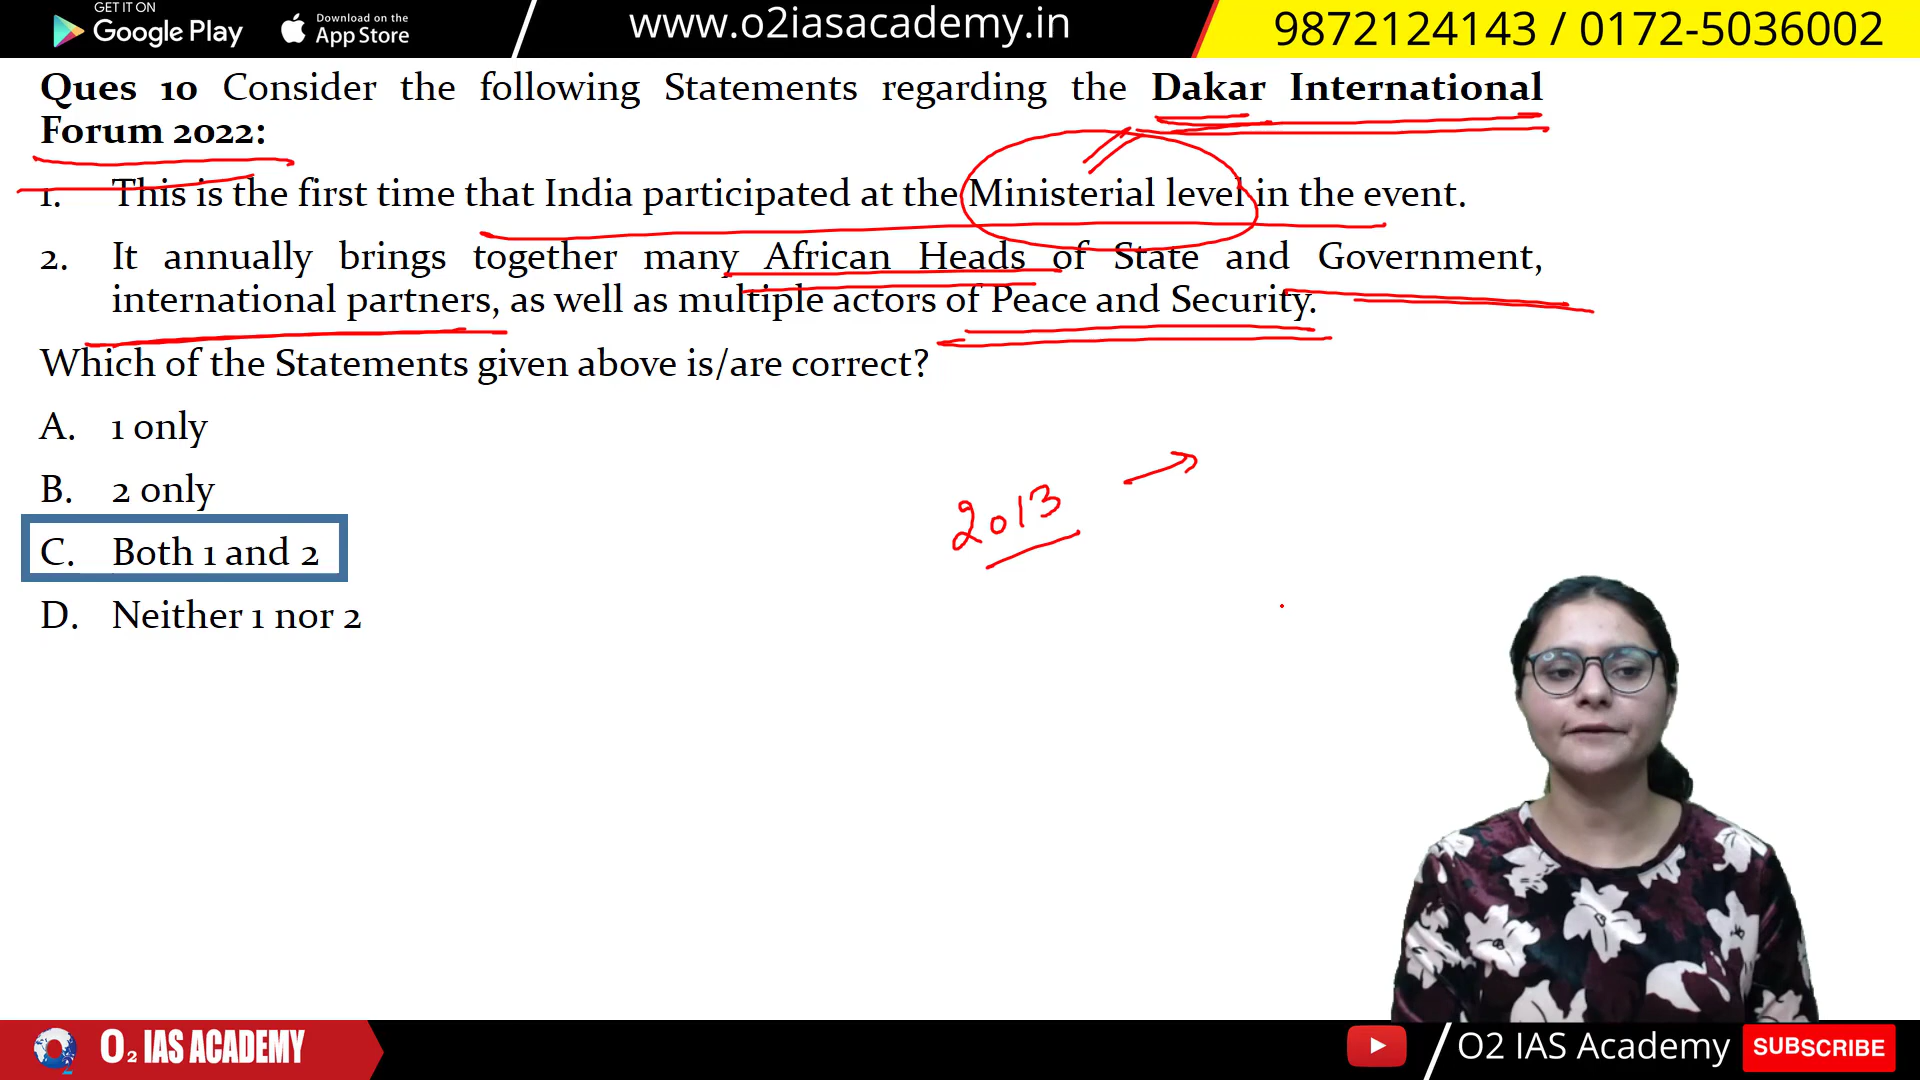 GET IT ON
Google Play
Download on the
App Store
www.o2iasacademy.in
9872124143 / 0172-5036002
Ques 10 Consider the following Statements regarding the Dakar International
Forum 2022:
1. This is the first time that India participated at the Ministerial level in the event.
2. It annually brings together many African Heads of State and Government,
international partners, as well as multiple actors of Peace and Security.
Which of the Statements given above is/are correct?
A. 1 only
B. 2 only
2013
C. Both 1 and 2
D. Neither 1 nor 2
O2 IAS ACADEMY
O2 IAS Academy
SUBSCRIBE